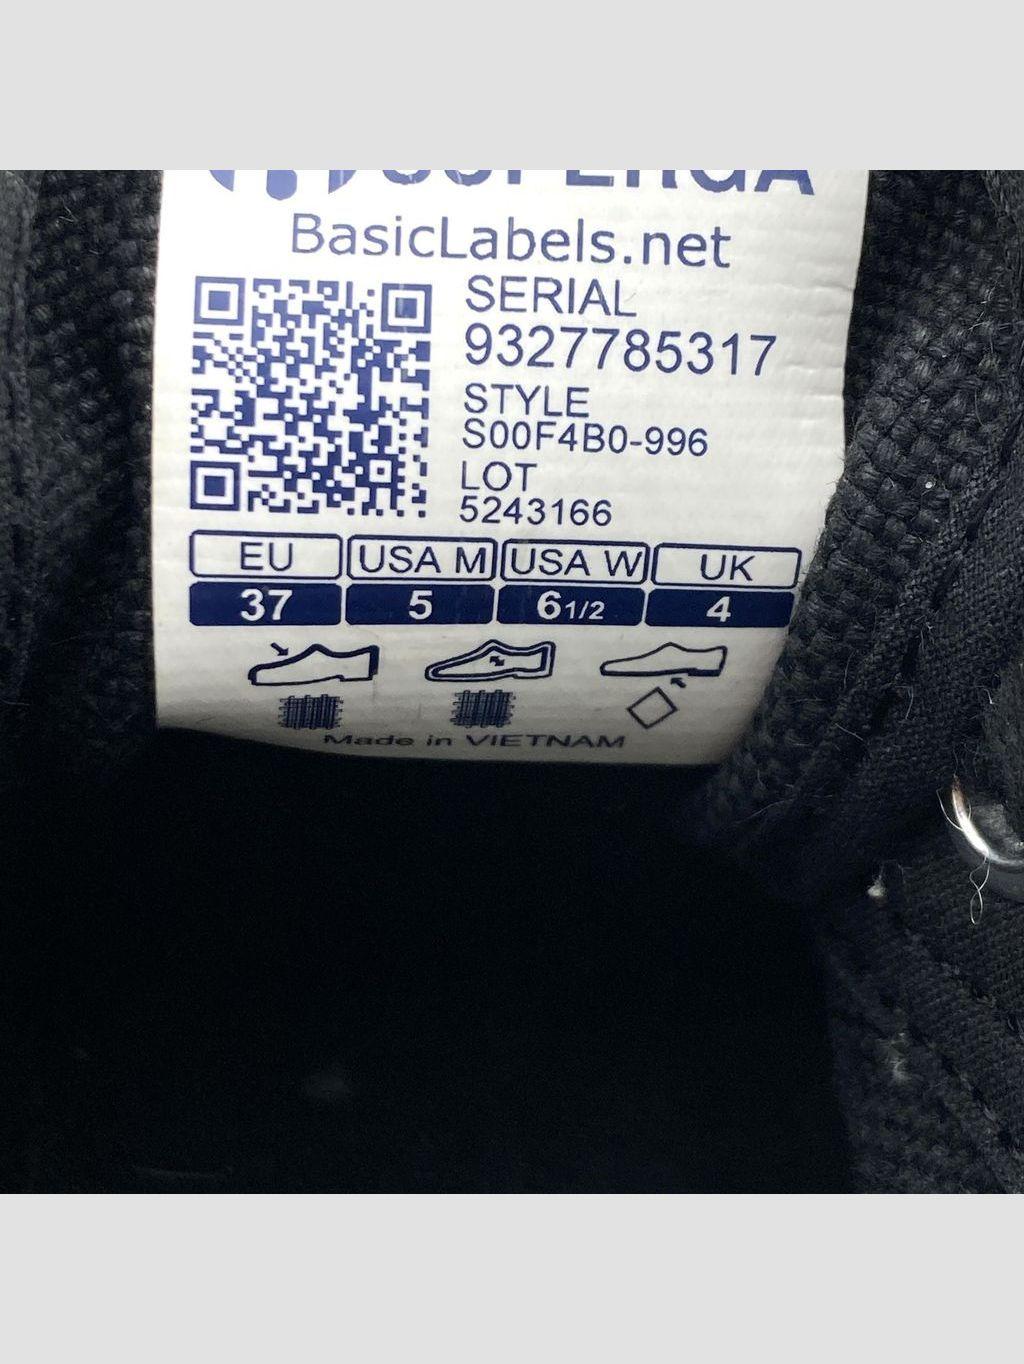 SUPERGA
BasicLabels.net
SERIAL
9327785317
STYLE
S00F4B0-996
LOT
5243166
EU USA M USA W UK
37 5 6 1/2 4
Made in VIETNAM